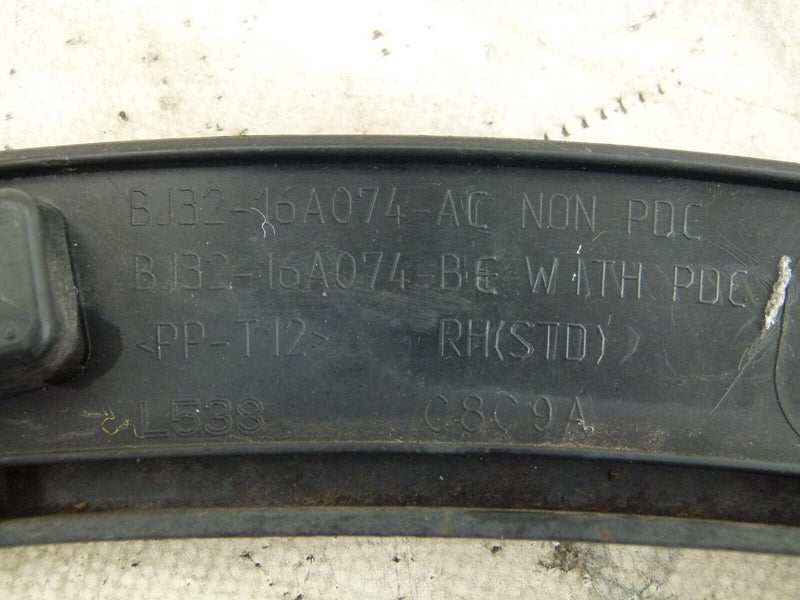 BJ32-16A074-AC NON PDC
BJ32-16A074-BE WITH PDC
<PP-T12> RH(STD)
L538 C8C9A